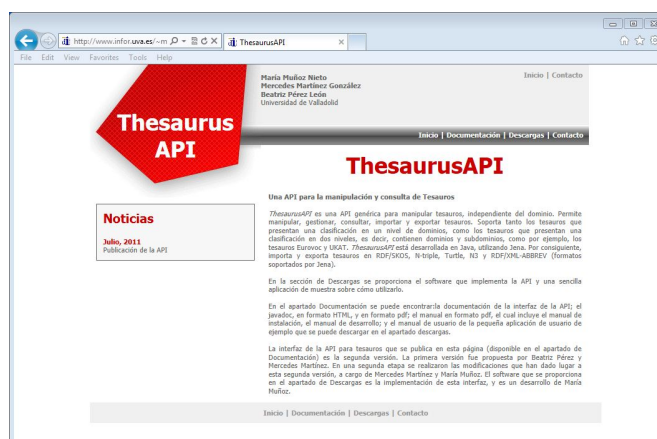 http://www.infor.uva.es/~m
ThesaurusAPI
File Edit View Favorites Tools Help
Thesaurus
API
María Muñoz Nieto
Mercedes Martínez González
Beatriz Pérez León
Universidad de Valladolid
Inicio | Contacto
Inicio | Documentación | Descargas | Contacto
ThesaurusAPI
Noticias
Julio, 2011
Publicación de la API
Una API para la manipulación y consulta de Tesauros
ThesaurusAPI es una API genérica para manipular tesauros, independiente del dominio. Permite
manipular, gestionar, consultar, importar y exportar tesauros. Soporta tanto los tesauros que
presentan una clasificación en un nivel de dominios, como los tesauros que presentan una
clasificación en dos niveles, es decir, contienen dominios y subdominios, como por ejemplo, los
tesauros Eurovoc y UKAT. ThesaurusAPI está desarrollada en Java, utilizando Jena. Por consiguiente,
importa y exporta tesauros en RDF/SKOS, N-triple, Turtle, N3 y RDF/XML-ABBREV (formatos
soportados por Jena).
En la sección de Descargas se proporciona el software que implementa la API y una sencilla
aplicación de muestra sobre cómo utilizarlo.
En el apartado Documentación se puede encontrar:la documentación de la interfaz de la API; el
javadoc, en formato HTML, y en formato pdf; el manual en formato pdf, el cual incluye el manual de
instalación, el manual de desarrollo; y el manual de usuario de la pequeña aplicación de usuario de
ejemplo que se puede descargar en el apartado descargas.
La interfaz de la API para tesauros que se publica en esta página (disponible en el apartado de
Documentación) es la segunda versión. La primera versión fue propuesta por Beatriz Pérez y
Mercedes Martínez. En una segunda etapa se realizaron las modificaciones que han dado lugar a
esta segunda versión, a cargo de Mercedes Martínez y María Muñoz. El software que se proporciona
en el apartado de Descargas es la implementación de esta interfaz, y es un desarrollo de María
Muñoz.
Inicio | Documentación | Descargas | Contacto